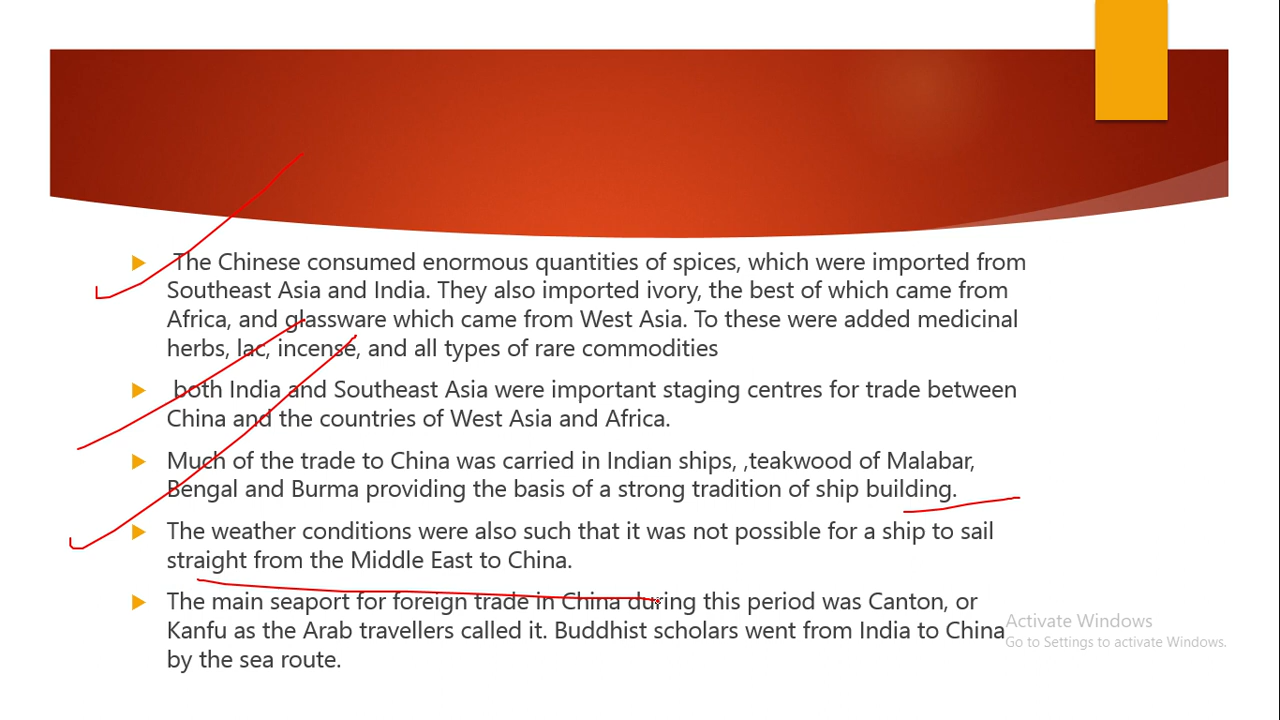 The Chinese consumed enormous quantities of spices, which were imported from
Southeast Asia and India. They also imported ivory, the best of which came from
Africa, and glassware which came from West Asia. To these were added medicinal
herbs, lac, incense, and all types of rare commodities
both India and Southeast Asia were important staging centres for trade between
China and the countries of West Asia and Africa.
Much of the trade to China was carried in Indian ships, ,teakwood of Malabar,
Bengal and Burma providing the basis of a strong tradition of ship building.
The weather conditions were also such that it was not possible for a ship to sail
straight from the Middle East to China.
The main seaport for foreign trade in China during this period was Canton, or
Kanfu as the Arab travellers called it. Buddhist scholars went from India to China
by the sea route.
Activate Windows
Go to Settings to activate Windows.